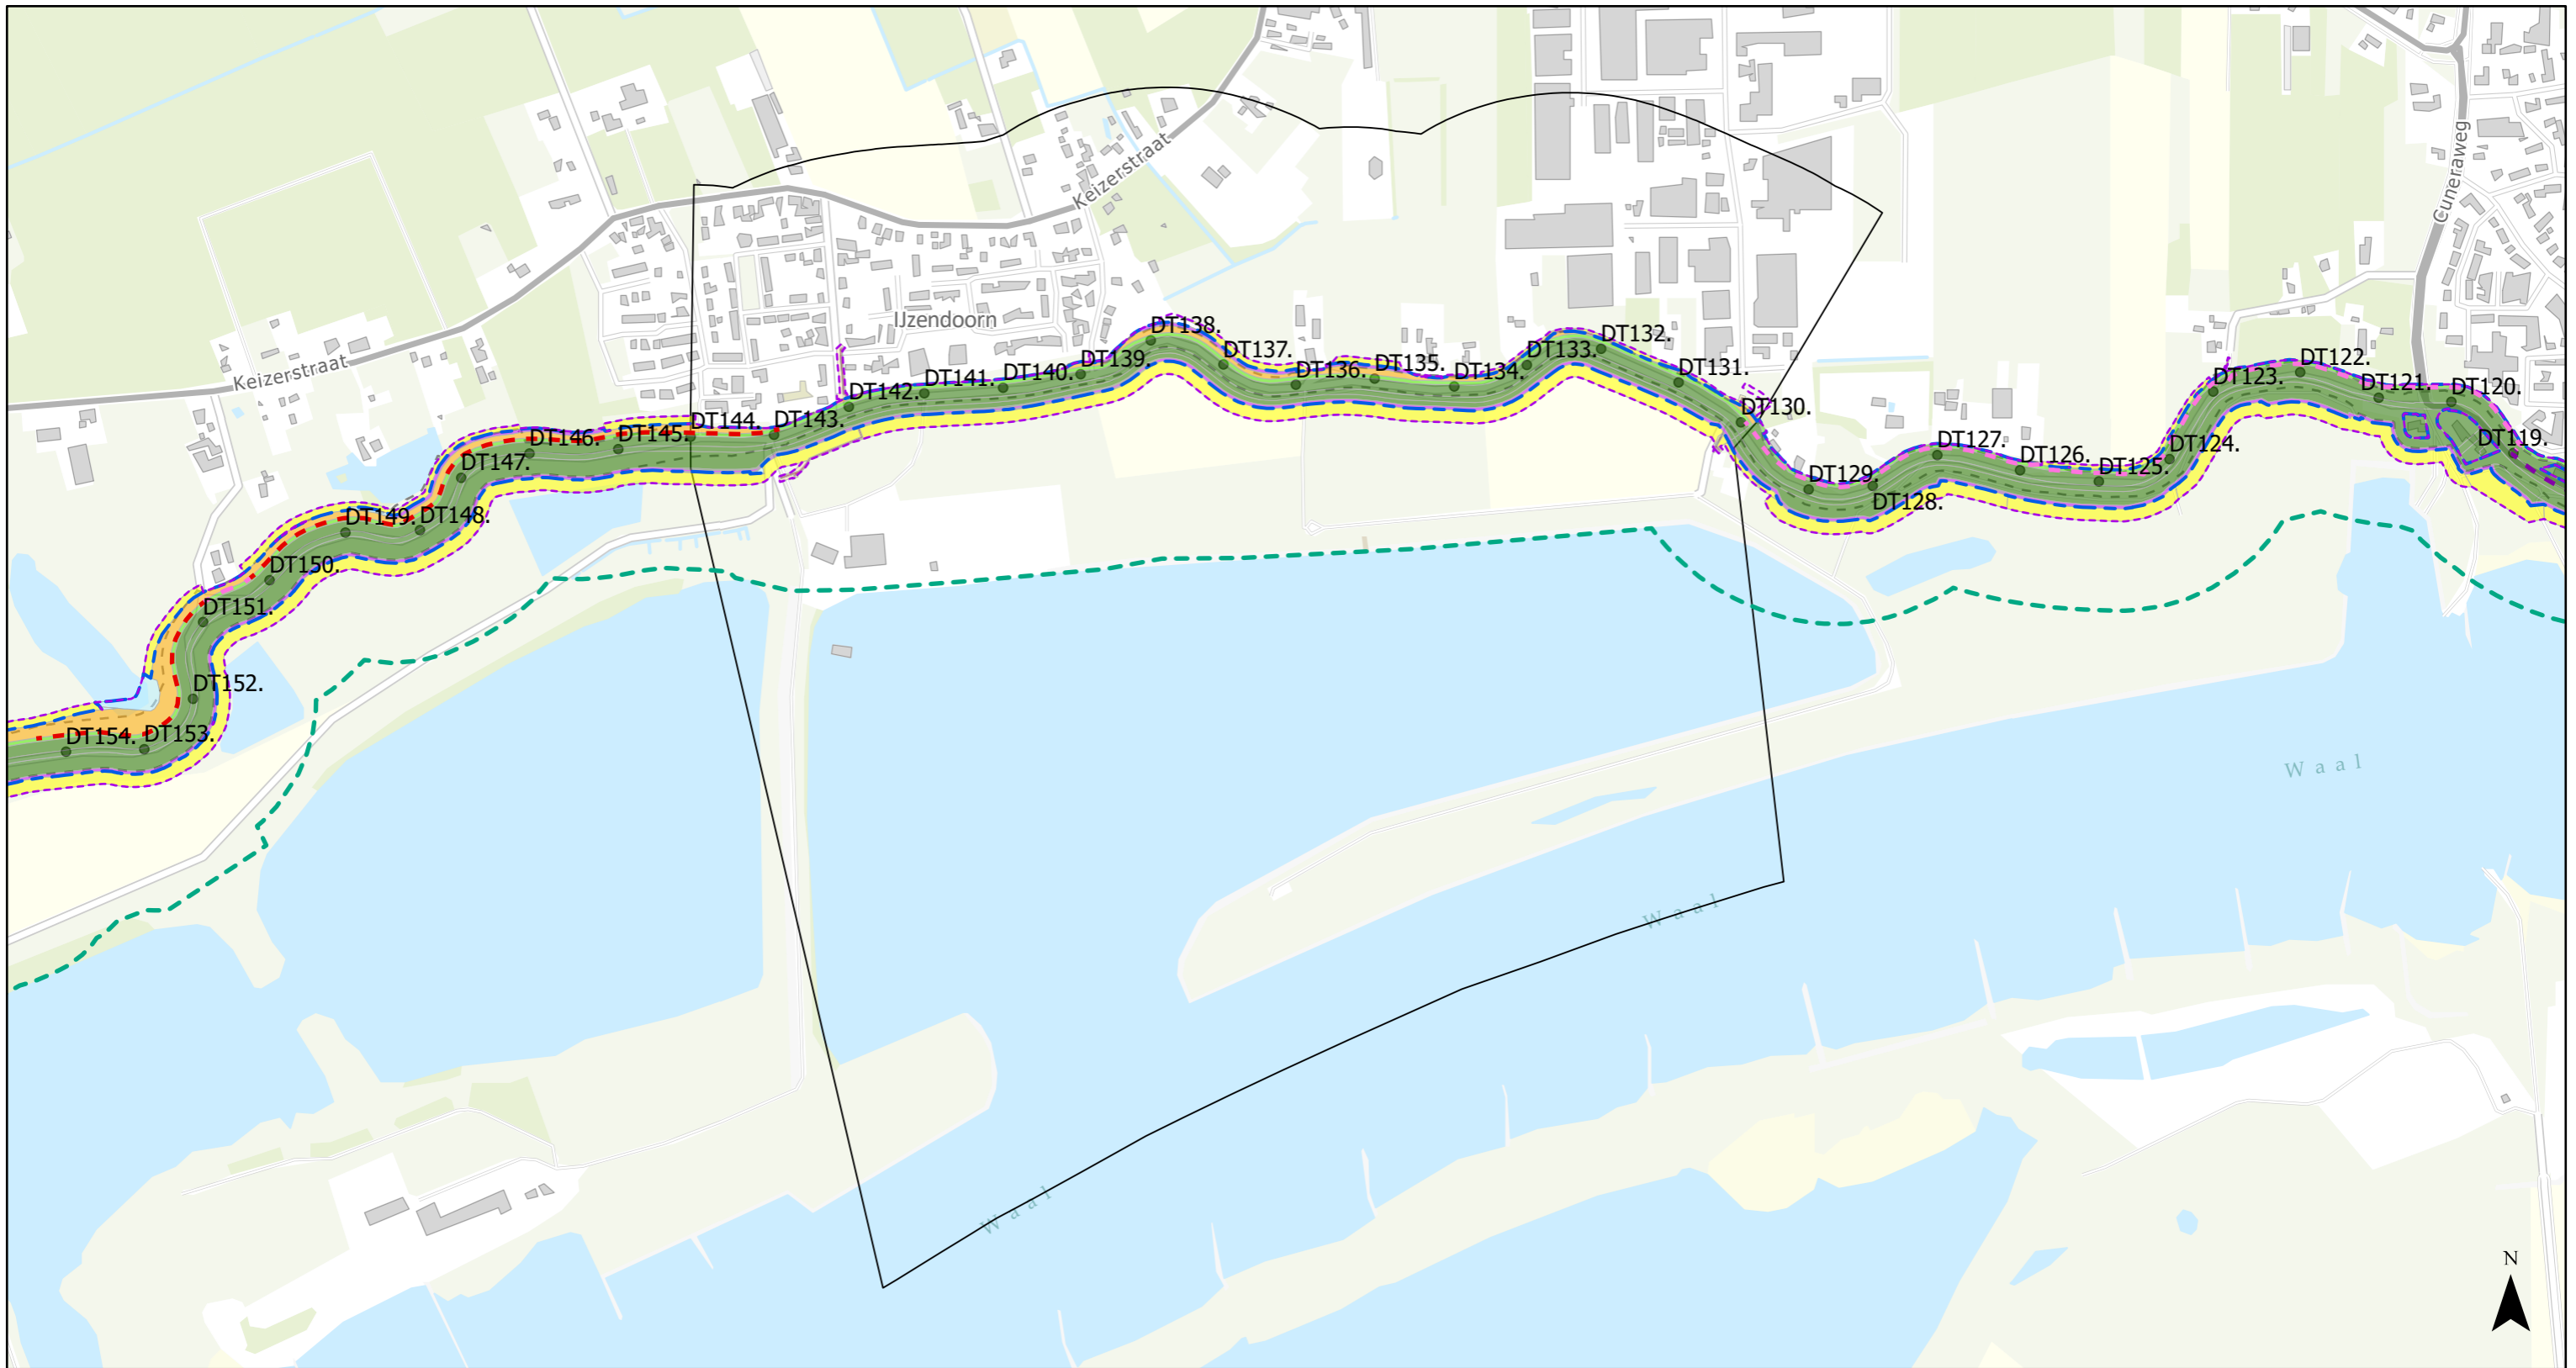 Cuneraweg
Keizerstraat
IJzendoorn
Keizerstraat
DT138.
DT137.
DT136.
DT135.
DT134.
DT133.
DT132.
DT131.
DT130.
DT139.
DT140.
DT141.
DT142.
DT143.
DT144.
DT145.
DT146.
DT147.
DT148.
DT149.
DT150.
DT151.
DT152.
DT153.
DT154.
DT129.
DT128.
DT127.
DT126.
DT125.
DT124.
DT123.
DT122.
DT121.
DT120.
DT119.
Waal
Waal
Waal
N